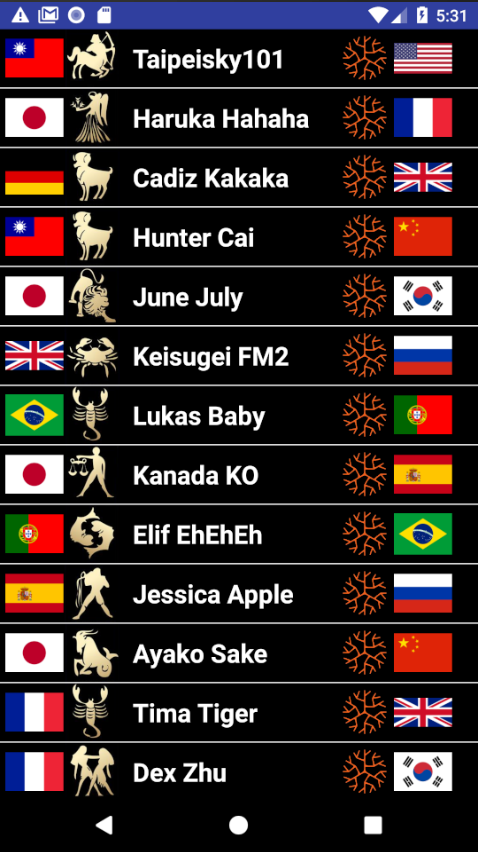 5:31
Taipeisky101
Haruka Hahaha
Cadiz Kakaka
Hunter Cai
June July
Keisugei FM2
Lukas Baby
Kanada KO
Elif EhEhEh
Jessica Apple
Ayako Sake
Tima Tiger
Dex Zhu